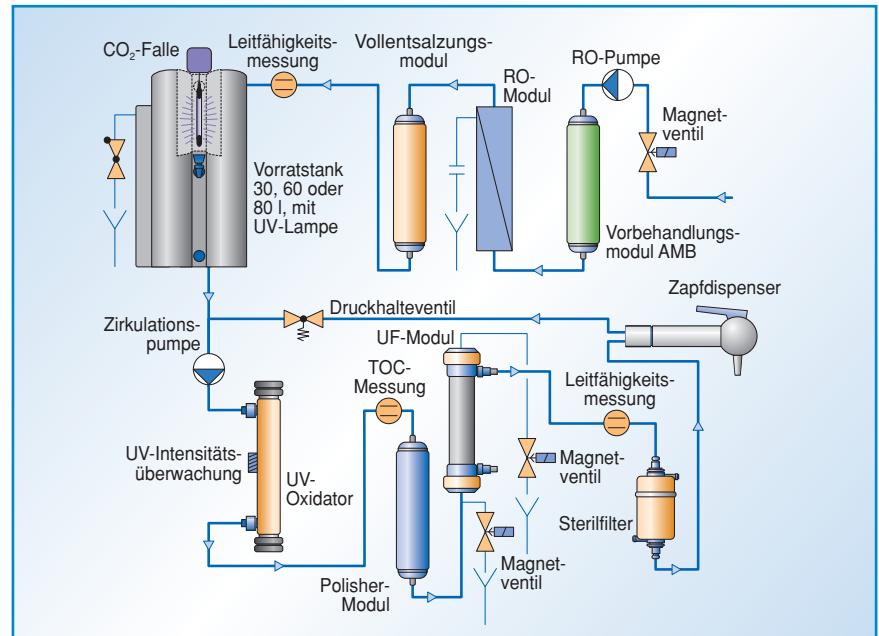 CO₂-Falle
Leitfähigkeits-
messung
Vollentsalzungs-
modul
RO-
Modul
RO-Pumpe
Magnet-
ventil
Vorratstank
30, 60 oder
80 l, mit
UV-Lampe
Vorbehandlungs-
modul AMB
Zapfdispenser
Druckhalteventil
Zirkulations-
pumpe
UF-Modul
TOC-
Messung
Leitfähigkeits-
messung
UV-Intensitäts-
überwachung
UV-
Oxidator
Magnet-
ventil
Sterilfilter
Magnet-
ventil
Polisher-
Modul